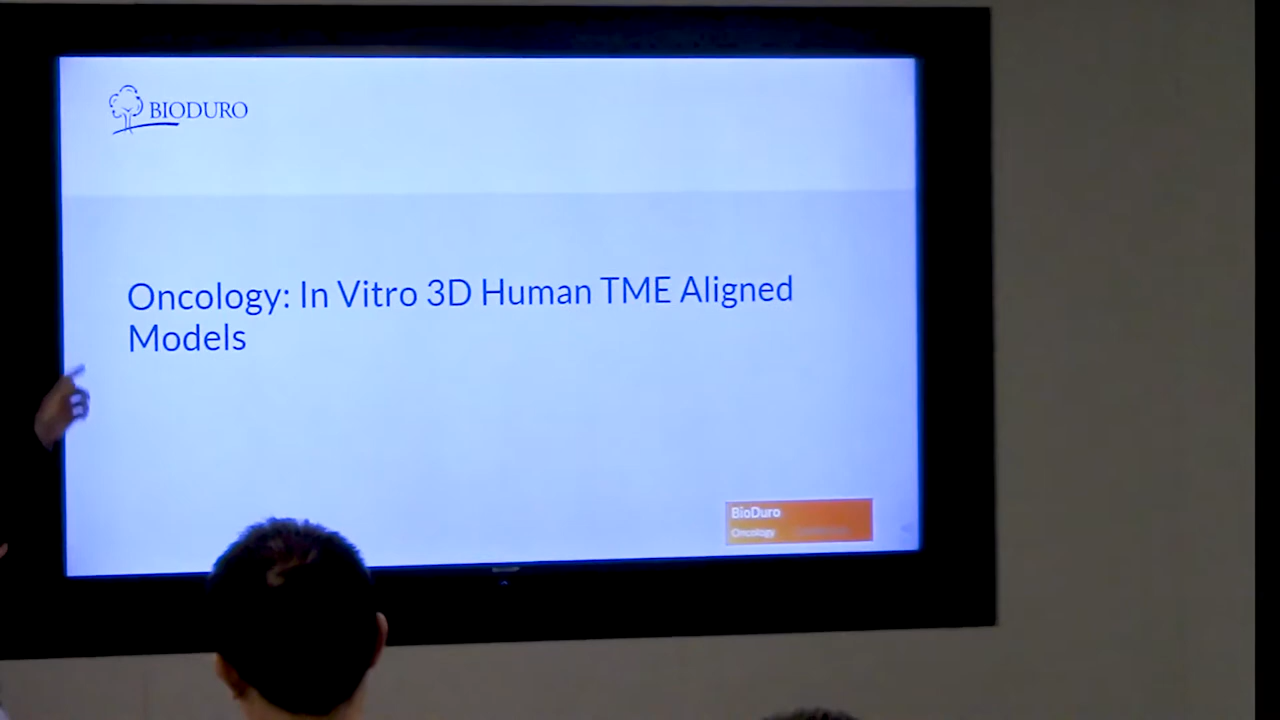 BIODURO
Oncology: In Vitro 3D Human TME Aligned
Models
BioDuro
Oncology